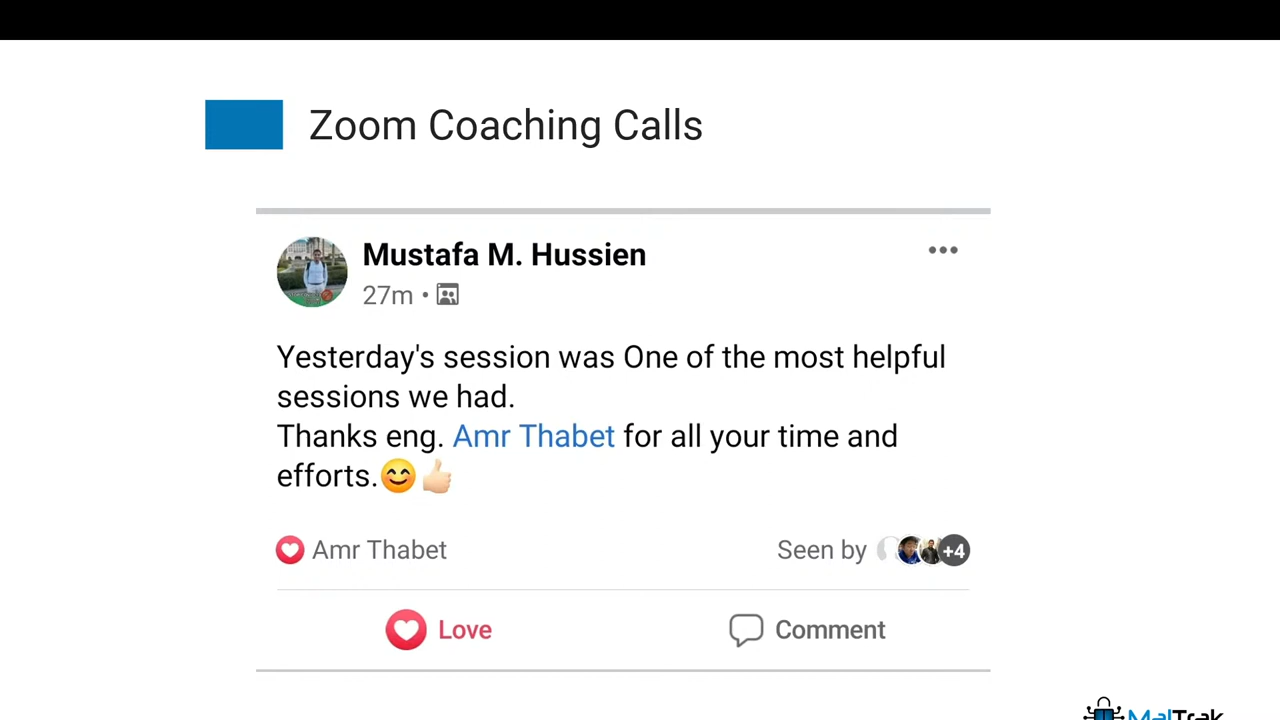 Zoom Coaching Calls
Mustafa M. Hussien
27m •
Yesterday's session was One of the most helpful
sessions we had.
Thanks eng. Amr Thabet for all your time and
efforts.😊👍🏻
Amr Thabet
Seen by +4
Love
Comment
MalTrak